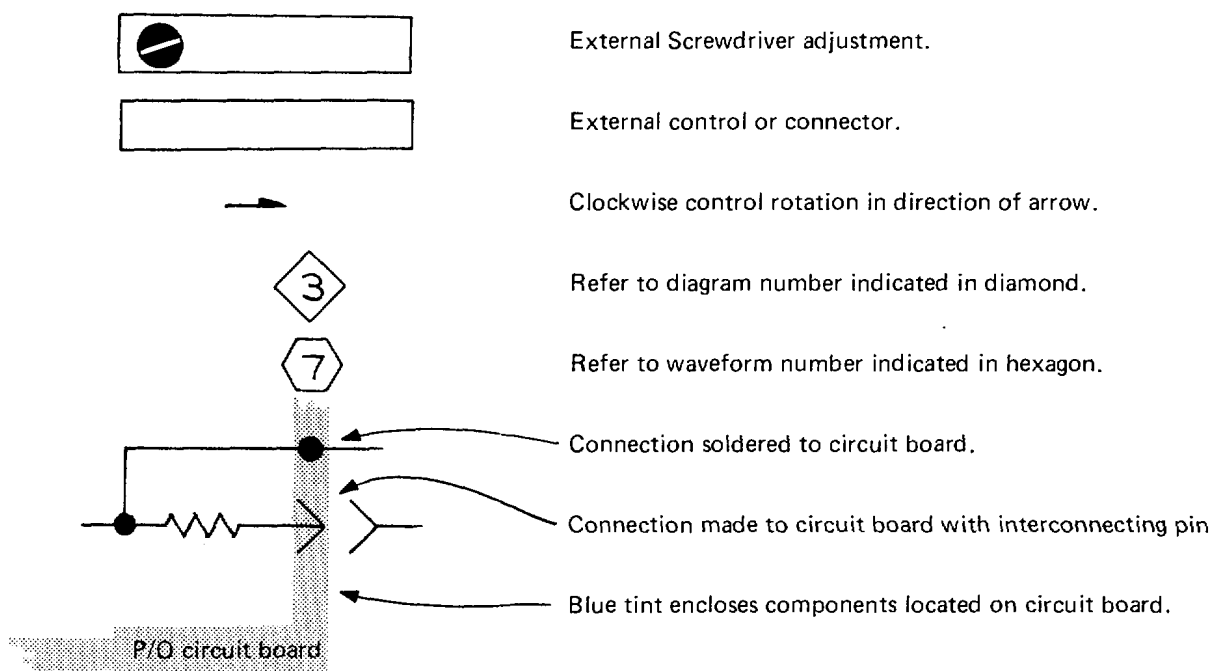 External Screwdriver adjustment.
External control or connector.
Clockwise control rotation in direction of arrow.
3
Refer to diagram number indicated in diamond.
7
Refer to waveform number indicated in hexagon.
Connection soldered to circuit board.
Connection made to circuit board with interconnecting pin
Blue tint encloses components located on circuit board.
P/O circuit board